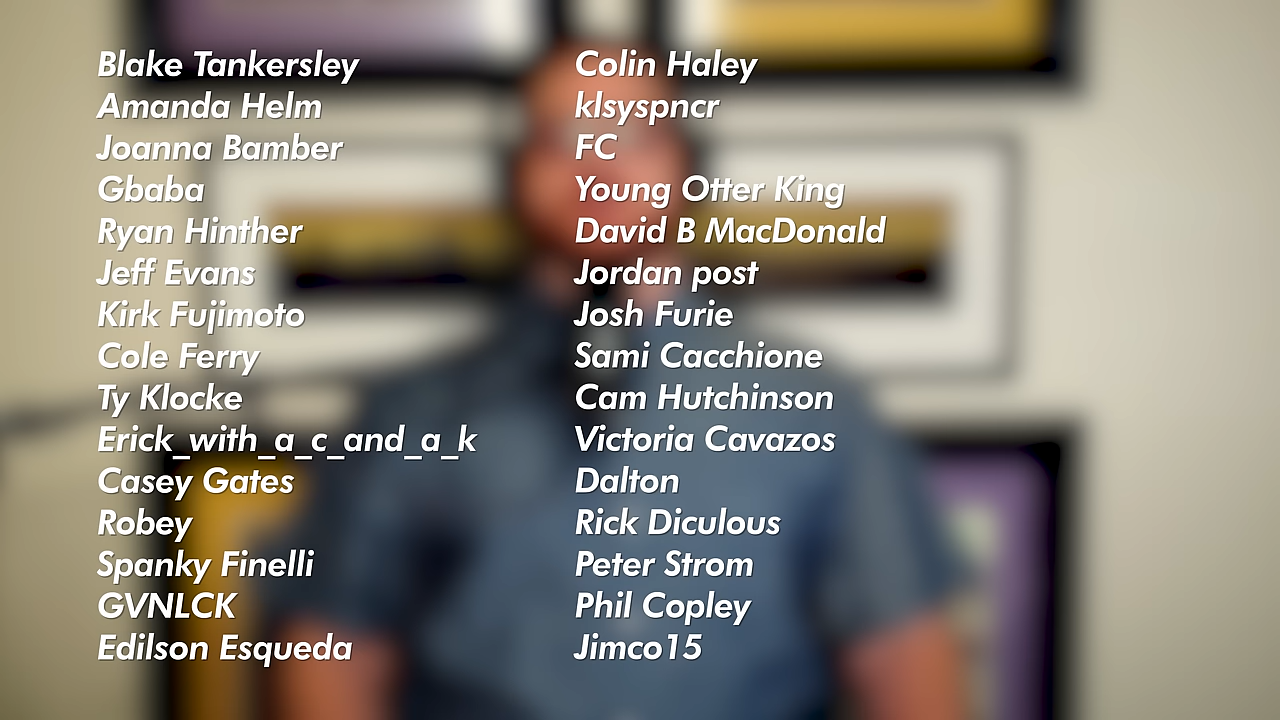 Blake Tankersley
Amanda Helm
Joanna Bamber
Gbaba
Ryan Hinther
Jeff Evans
Kirk Fujimoto
Cole Ferry
Ty Klocke
Erick_with_a_c_and_a_k
Casey Gates
Robey
Spanky Finelli
GVNLCK
Edilson Esqueda
Colin Haley
klsyspncr
FC
Young Otter King
David B MacDonald
Jordan post
Josh Furie
Sami Cacchione
Cam Hutchinson
Victoria Cavazos
Dalton
Rick Diculous
Peter Strom
Phil Copley
Jimco15